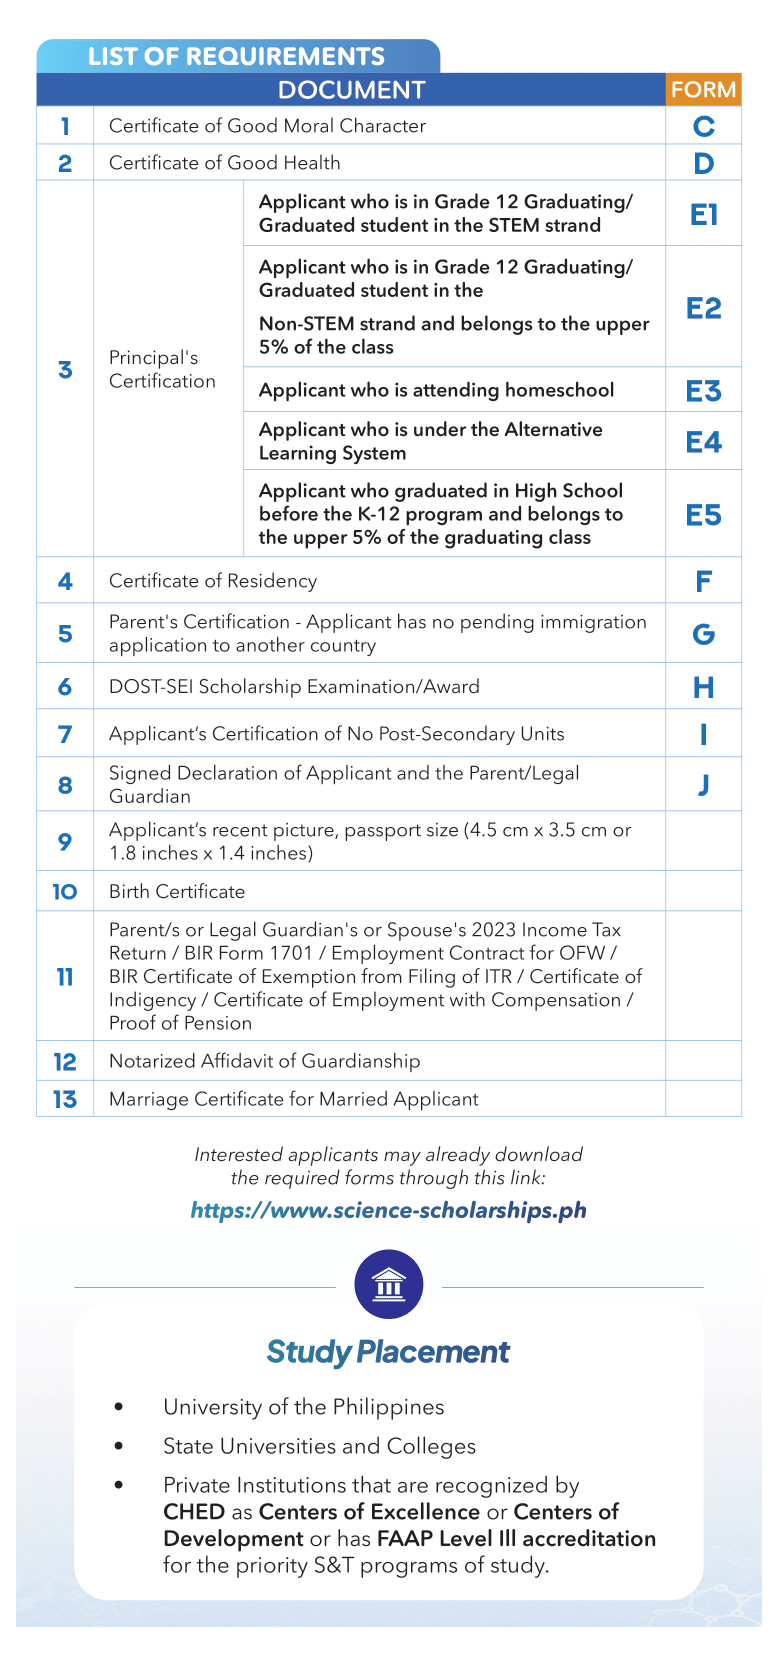 LIST OF REQUIREMENTS
DOCUMENT
FORM
1
Certificate of Good Moral Character
C
2
Certificate of Good Health
D
3
Principal's
Certification
Applicant who is in Grade 12 Graduating/
Graduated student in the STEM strand
E1
Applicant who is in Grade 12 Graduating/
Graduated student in the
Non-STEM strand and belongs to the upper
5% of the class
E2
Applicant who is attending homeschool
E3
Applicant who is under the Alternative
Learning System
E4
Applicant who graduated in High School
before the K-12 program and belongs to
the upper 5% of the graduating class
E5
4
Certificate of Residency
F
5
Parent's Certification - Applicant has no pending immigration
application to another country
G
6
DOST-SEI Scholarship Examination/Award
H
7
Applicant’s Certification of No Post-Secondary Units
I
8
Signed Declaration of Applicant and the Parent/Legal
Guardian
J
9
Applicant’s recent picture, passport size (4.5 cm x 3.5 cm or
1.8 inches x 1.4 inches)
10
Birth Certificate
11
Parent/s or Legal Guardian's or Spouse's 2023 Income Tax
Return / BIR Form 1701 / Employment Contract for OFW /
BIR Certificate of Exemption from Filing of ITR / Certificate of
Indigency / Certificate of Employment with Compensation /
Proof of Pension
12
Notarized Affidavit of Guardianship
13
Marriage Certificate for Married Applicant
Interested applicants may already download
the required forms through this link:
https://www.science-scholarships.ph
Study Placement
• University of the Philippines
• State Universities and Colleges
• Private Institutions that are recognized by
CHED as Centers of Excellence or Centers of
Development or has FAAP Level Ill accreditation
for the priority S&T programs of study.